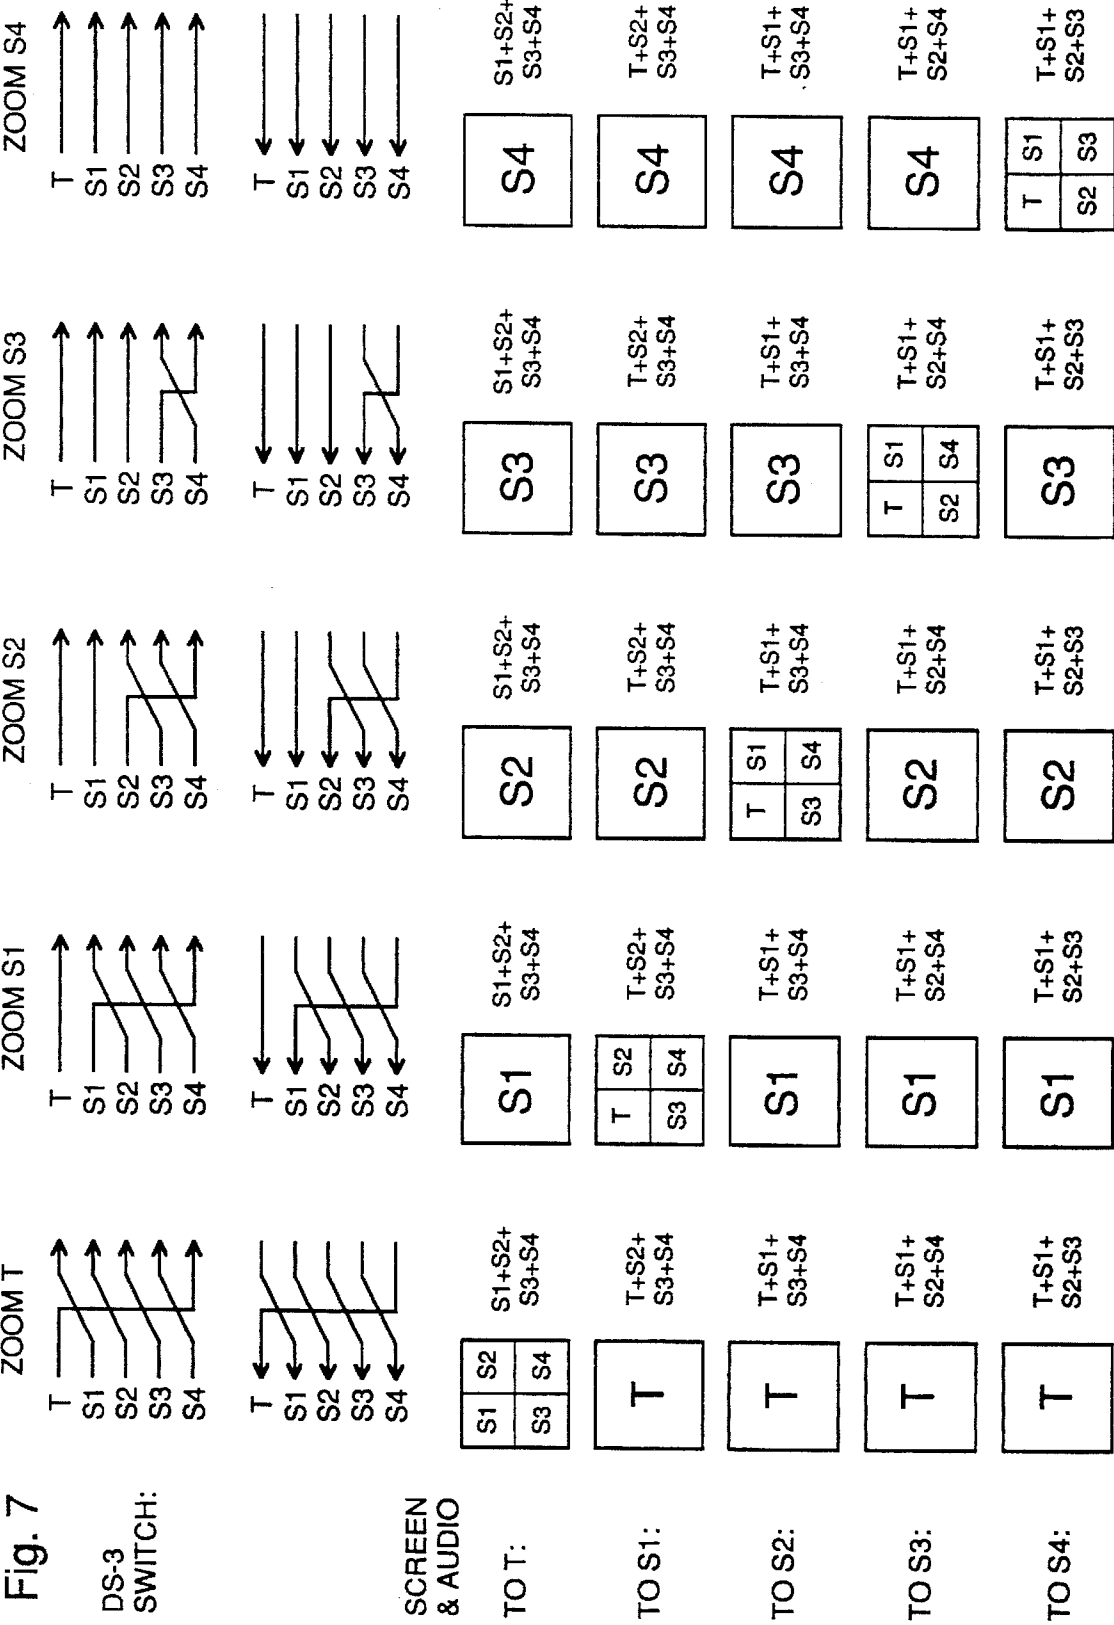 Fig. 7
ZOOM T
ZOOM S1
ZOOM S2
ZOOM S3
ZOOM S4
DS-3
SWITCH:
T
S1
S2
S3
S4
T
S1
S2
S3
S4
T
S1
S2
S3
S4
T
S1
S2
S3
S4
T
S1
S2
S3
S4
T
S1
S2
S3
S4
T
S1
S2
S3
S4
T
S1
S2
S3
S4
T
S1
S2
S3
S4
T
S1
S2
S3
S4
SCREEN
& AUDIO
TO T:
S1 S2
S3 S4
S1+S2+
S3+S4
S1
S1+S2+
S3+S4
S2
S1+S2+
S3+S4
S3
S1+S2+
S3+S4
S4
S1+S2+
S3+S4
TO S1:
T
T+S2+
S3+S4
T S2
S3 S4
T+S2+
S3+S4
S2
T+S2+
S3+S4
S3
T+S2+
S3+S4
S4
T+S2+
S3+S4
TO S2:
T
T+S1+
S3+S4
S1
T+S1+
S3+S4
T S1
S3 S4
T+S1+
S3+S4
S3
T+S1+
S3+S4
S4
T+S1+
S3+S4
TO S3:
T
T+S1+
S2+S4
S1
T+S1+
S2+S4
S2
T+S1+
S2+S4
T S1
S2 S4
T+S1+
S2+S4
S4
T+S1+
S2+S4
TO S4:
T
T+S1+
S2+S3
S1
T+S1+
S2+S3
S2
T+S1+
S2+S3
S3
T+S1+
S2+S3
T S1
S2 S3
T+S1+
S2+S3